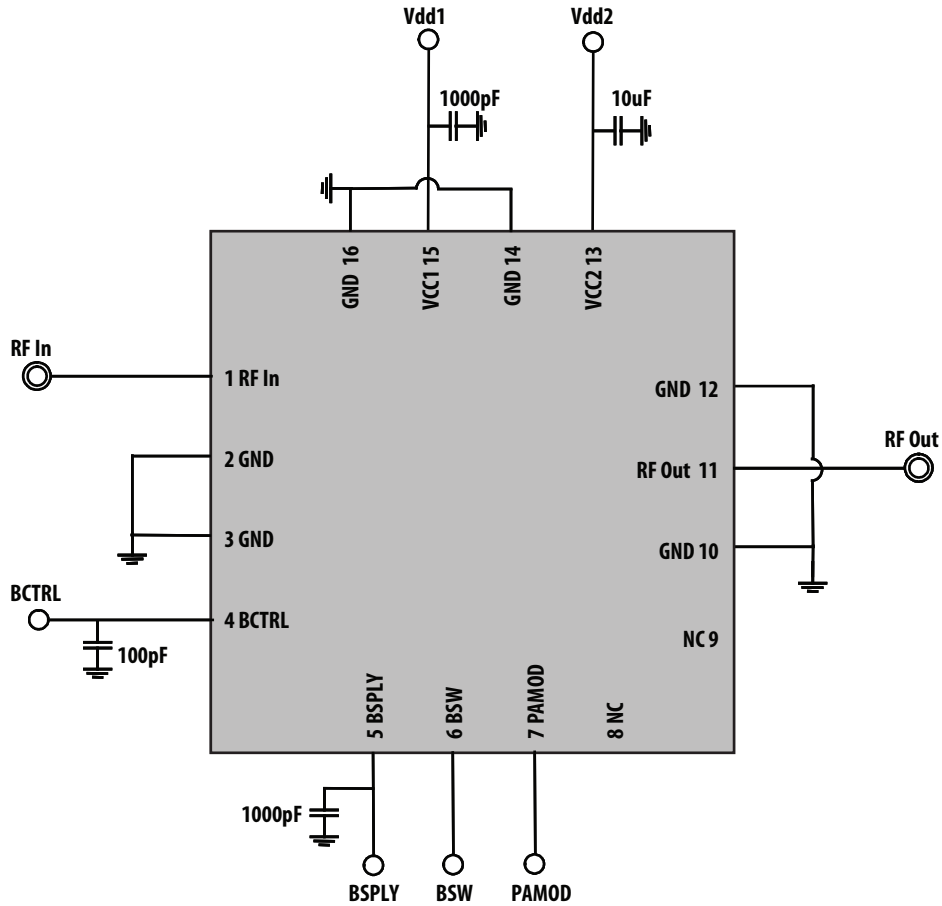 Vdd1
Vdd2
1000pF
10uF
GND 16
VCC1 15
GND 14
VCC2 13
RF In
1 RF In
GND 12
RF Out
2 GND
RF Out 11
3 GND
GND 10
BCTRL
4 BCTRL
100pF
NC 9
5 BSPLY
6 BSW
7 PAMOD
8 NC
1000pF
BSPLY
BSW
PAMOD